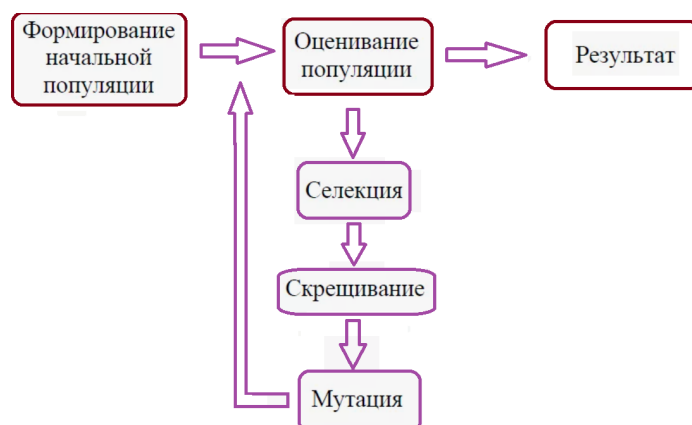 Формирование
начальной
популяции
Оценивание
популяции
Результат
Селекция
Скрещивание
Мутация